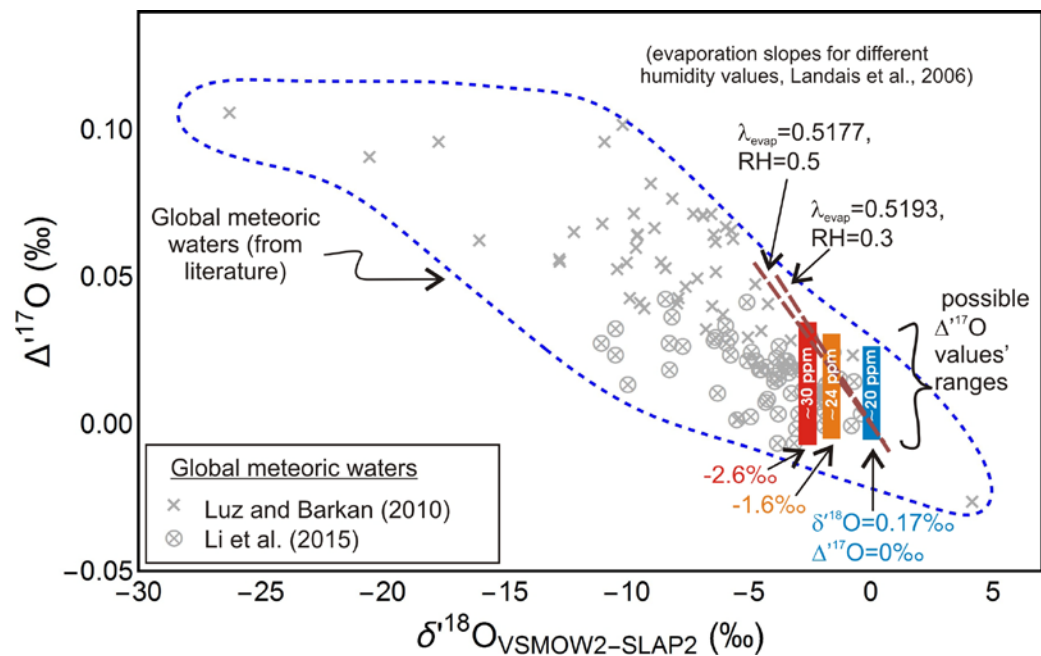 (evaporation slopes for different
humidity values, Landais et al., 2006)
λevap=0.5177,
RH=0.5
λevap=0.5193,
RH=0.3
Global meteoric
waters (from
literature)
possible
Δ'¹⁷O
values'
ranges
~30 ppm
~24 ppm
~20 ppm
-2.6‰
-1.6‰
δ'¹⁸O=0.17‰
Δ'¹⁷O=0‰
Global meteoric waters
Luz and Barkan (2010)
Li et al. (2015)
Δ'¹⁷O (‰)
0.10
0.05
0.00
−0.05
−30 −25 −20 −15 −10 −5 0 5
δ'¹⁸OVSMOW2−SLAP2 (‰)